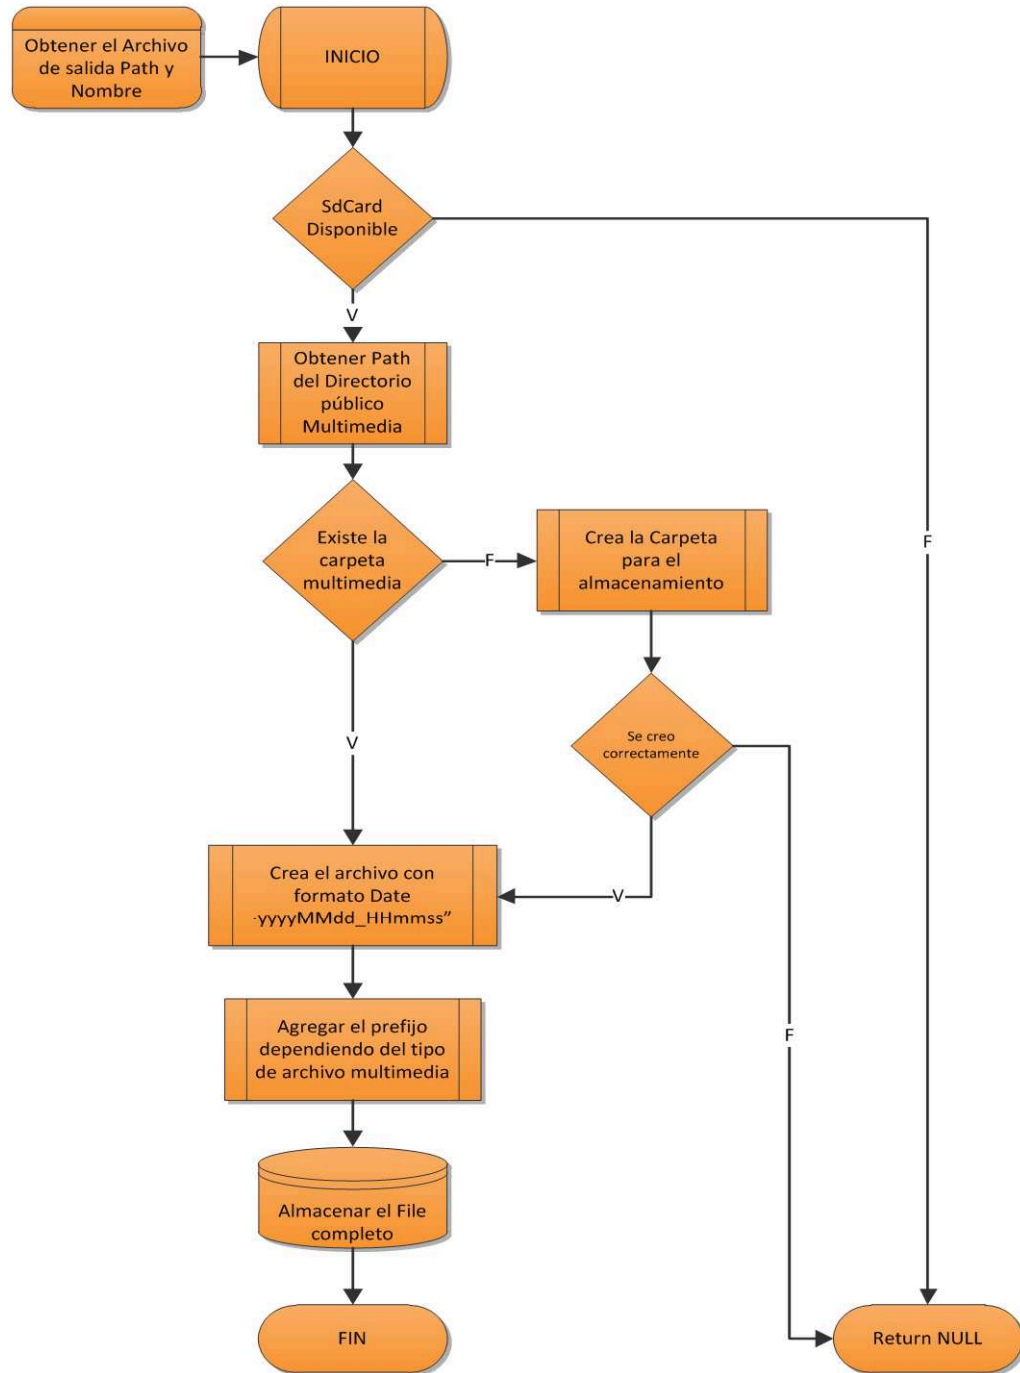 Obtener el Archivo
de salida Path y
Nombre
INICIO
SdCard
Disponible
V
Obtener Path
del Directorio
público
Multimedia
Existe la
carpeta
multimedia
F
Crea la Carpeta
para el
almacenamiento
F
V
Se creo
correctamente
Crea el archivo con
formato Date
-yyyyMMdd_HHmmss”
V
Agregar el prefijo
dependiendo del tipo
de archivo multimedia
F
Almacenar el File
completo
FIN
Return NULL